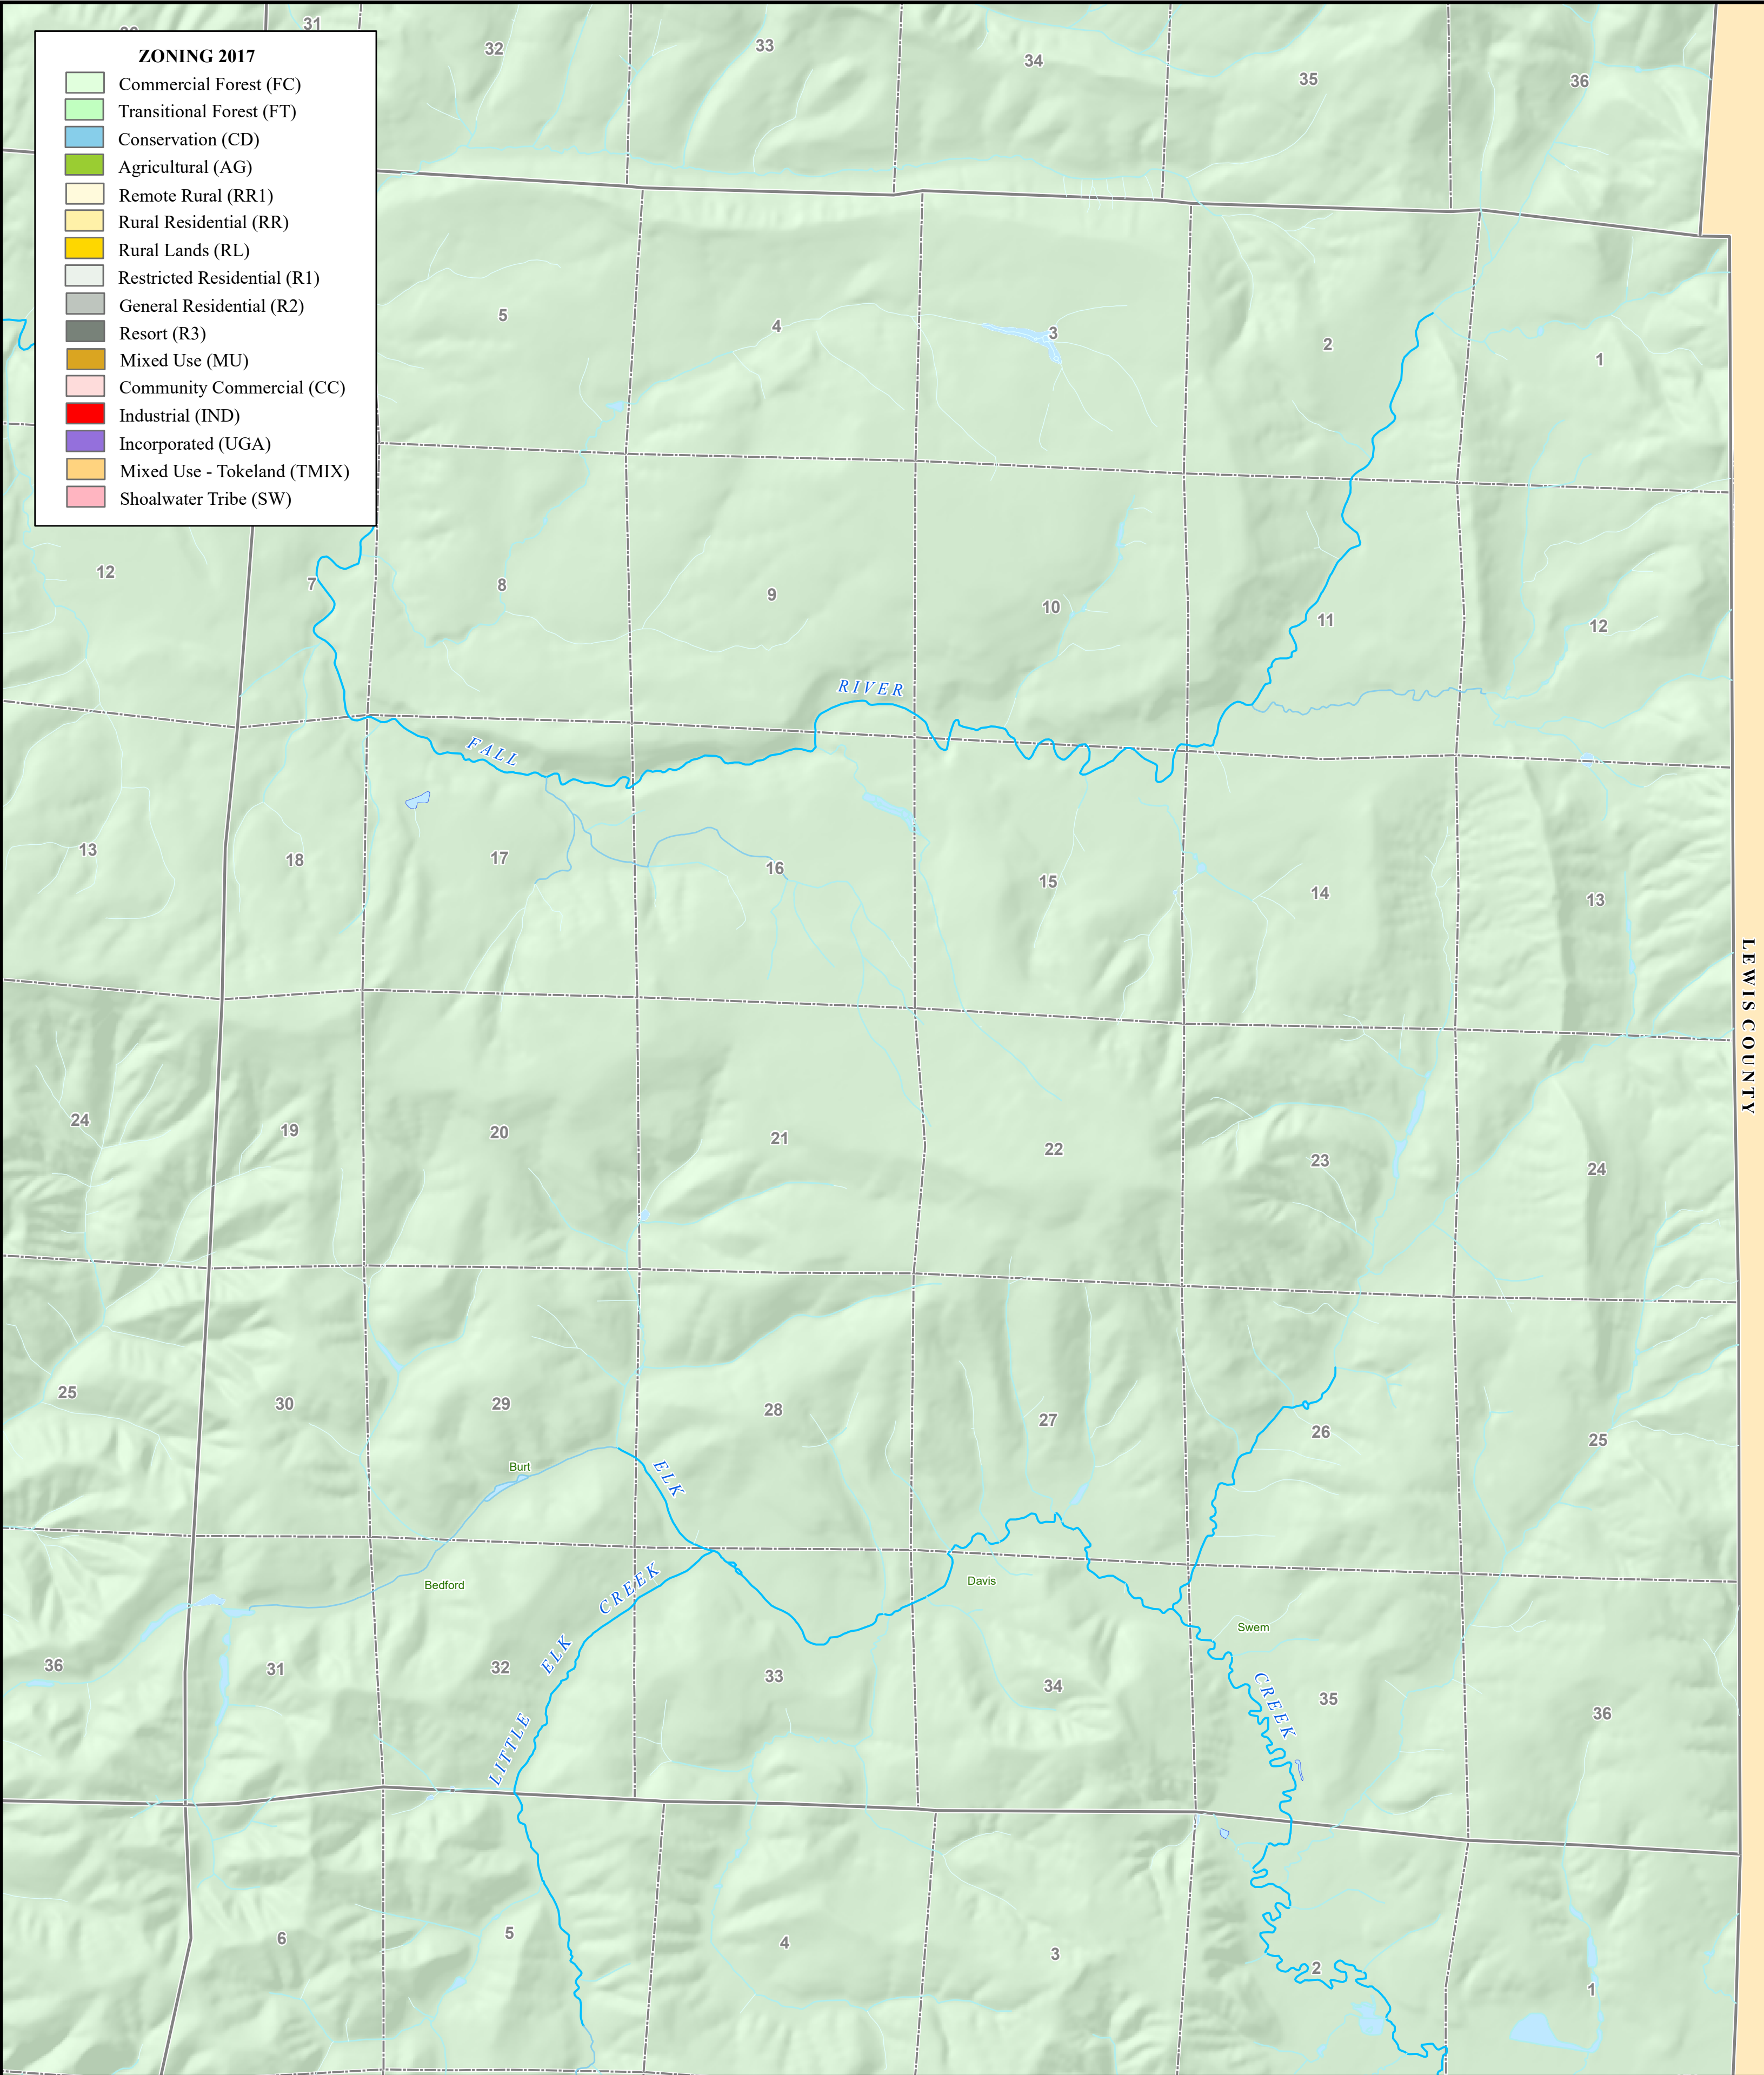 31
32
33
34
35
36
ZONING 2017
Commercial Forest (FC)
Transitional Forest (FT)
Conservation (CD)
Agricultural (AG)
Remote Rural (RR1)
Rural Residential (RR)
Rural Lands (RL)
Restricted Residential (R1)
General Residential (R2)
Resort (R3)
Mixed Use (MU)
Community Commercial (CC)
Industrial (IND)
Incorporated (UGA)
Mixed Use - Tokeland (TMIX)
Shoalwater Tribe (SW)
5
4
3
2
1
12
7
8
9
10
11
12
FALL RIVER
13
18
17
16
15
14
13
LEWIS COUNTY
24
19
20
21
22
23
24
25
30
29
28
27
26
25
Burt
ELK
Bedford
LITTLE ELK CREEK
Davis
Swem
CREEK
36
31
32
33
34
35
36
6
5
4
3
2
1